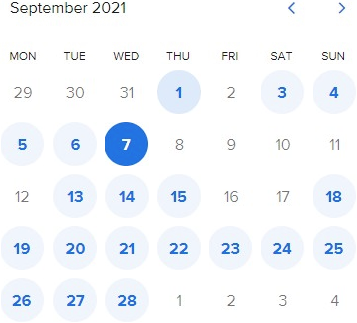 September 2021
MON TUE WED THU FRI SAT SUN
29 30 31 1 2 3 4
5 6 7 8 9 10 11
12 13 14 15 16 17 18
19 20 21 22 23 24 25
26 27 28 1 2 3 4